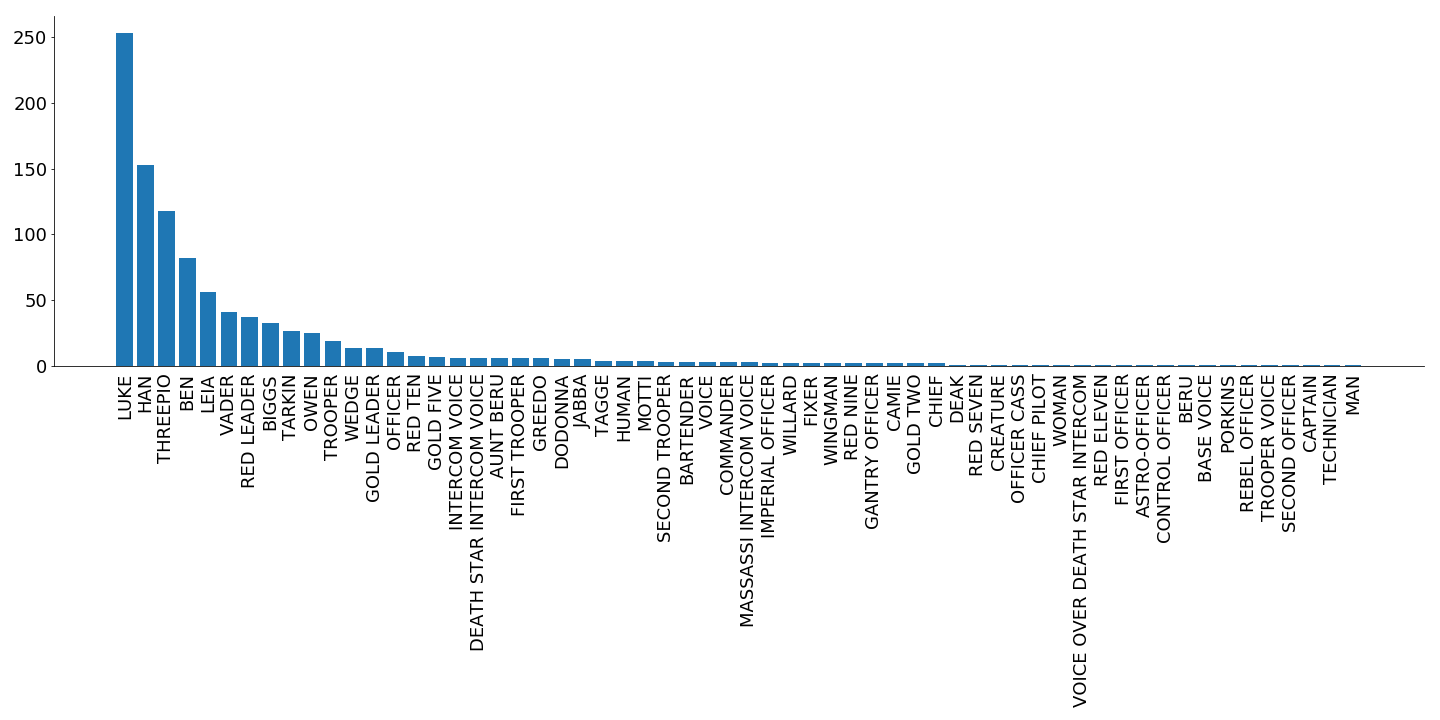 250
200
150
100
50
0
LUKE
HAN
THREEPIO
BEN
LEIA
VADER
RED LEADER
BIGGS
TARKIN
OWEN
TROOPER
WEDGE
GOLD LEADER
OFFICER
RED TEN
GOLD FIVE
INTERCOM VOICE
DEATH STAR INTERCOM VOICE
AUNT BERU
FIRST TROOPER
GREEDO
DODONNA
JABBA
TAGGE
HUMAN
MOTTI
SECOND TROOPER
BARTENDER
VOICE
COMMANDER
MASSASSI INTERCOM VOICE
IMPERIAL OFFICER
WILLARD
FIXER
WINGMAN
RED NINE
GANTRY OFFICER
CAMIE
GOLD TWO
CHIEF
DEAK
RED SEVEN
CREATURE
OFFICER CASS
CHIEF PILOT
WOMAN
VOICE OVER DEATH STAR INTERCOM
RED ELEVEN
FIRST OFFICER
ASTRO-OFFICER
CONTROL OFFICER
BERU
BASE VOICE
PORKINS
REBEL OFFICER
TROOPER VOICE
SECOND OFFICER
CAPTAIN
TECHNICIAN
MAN